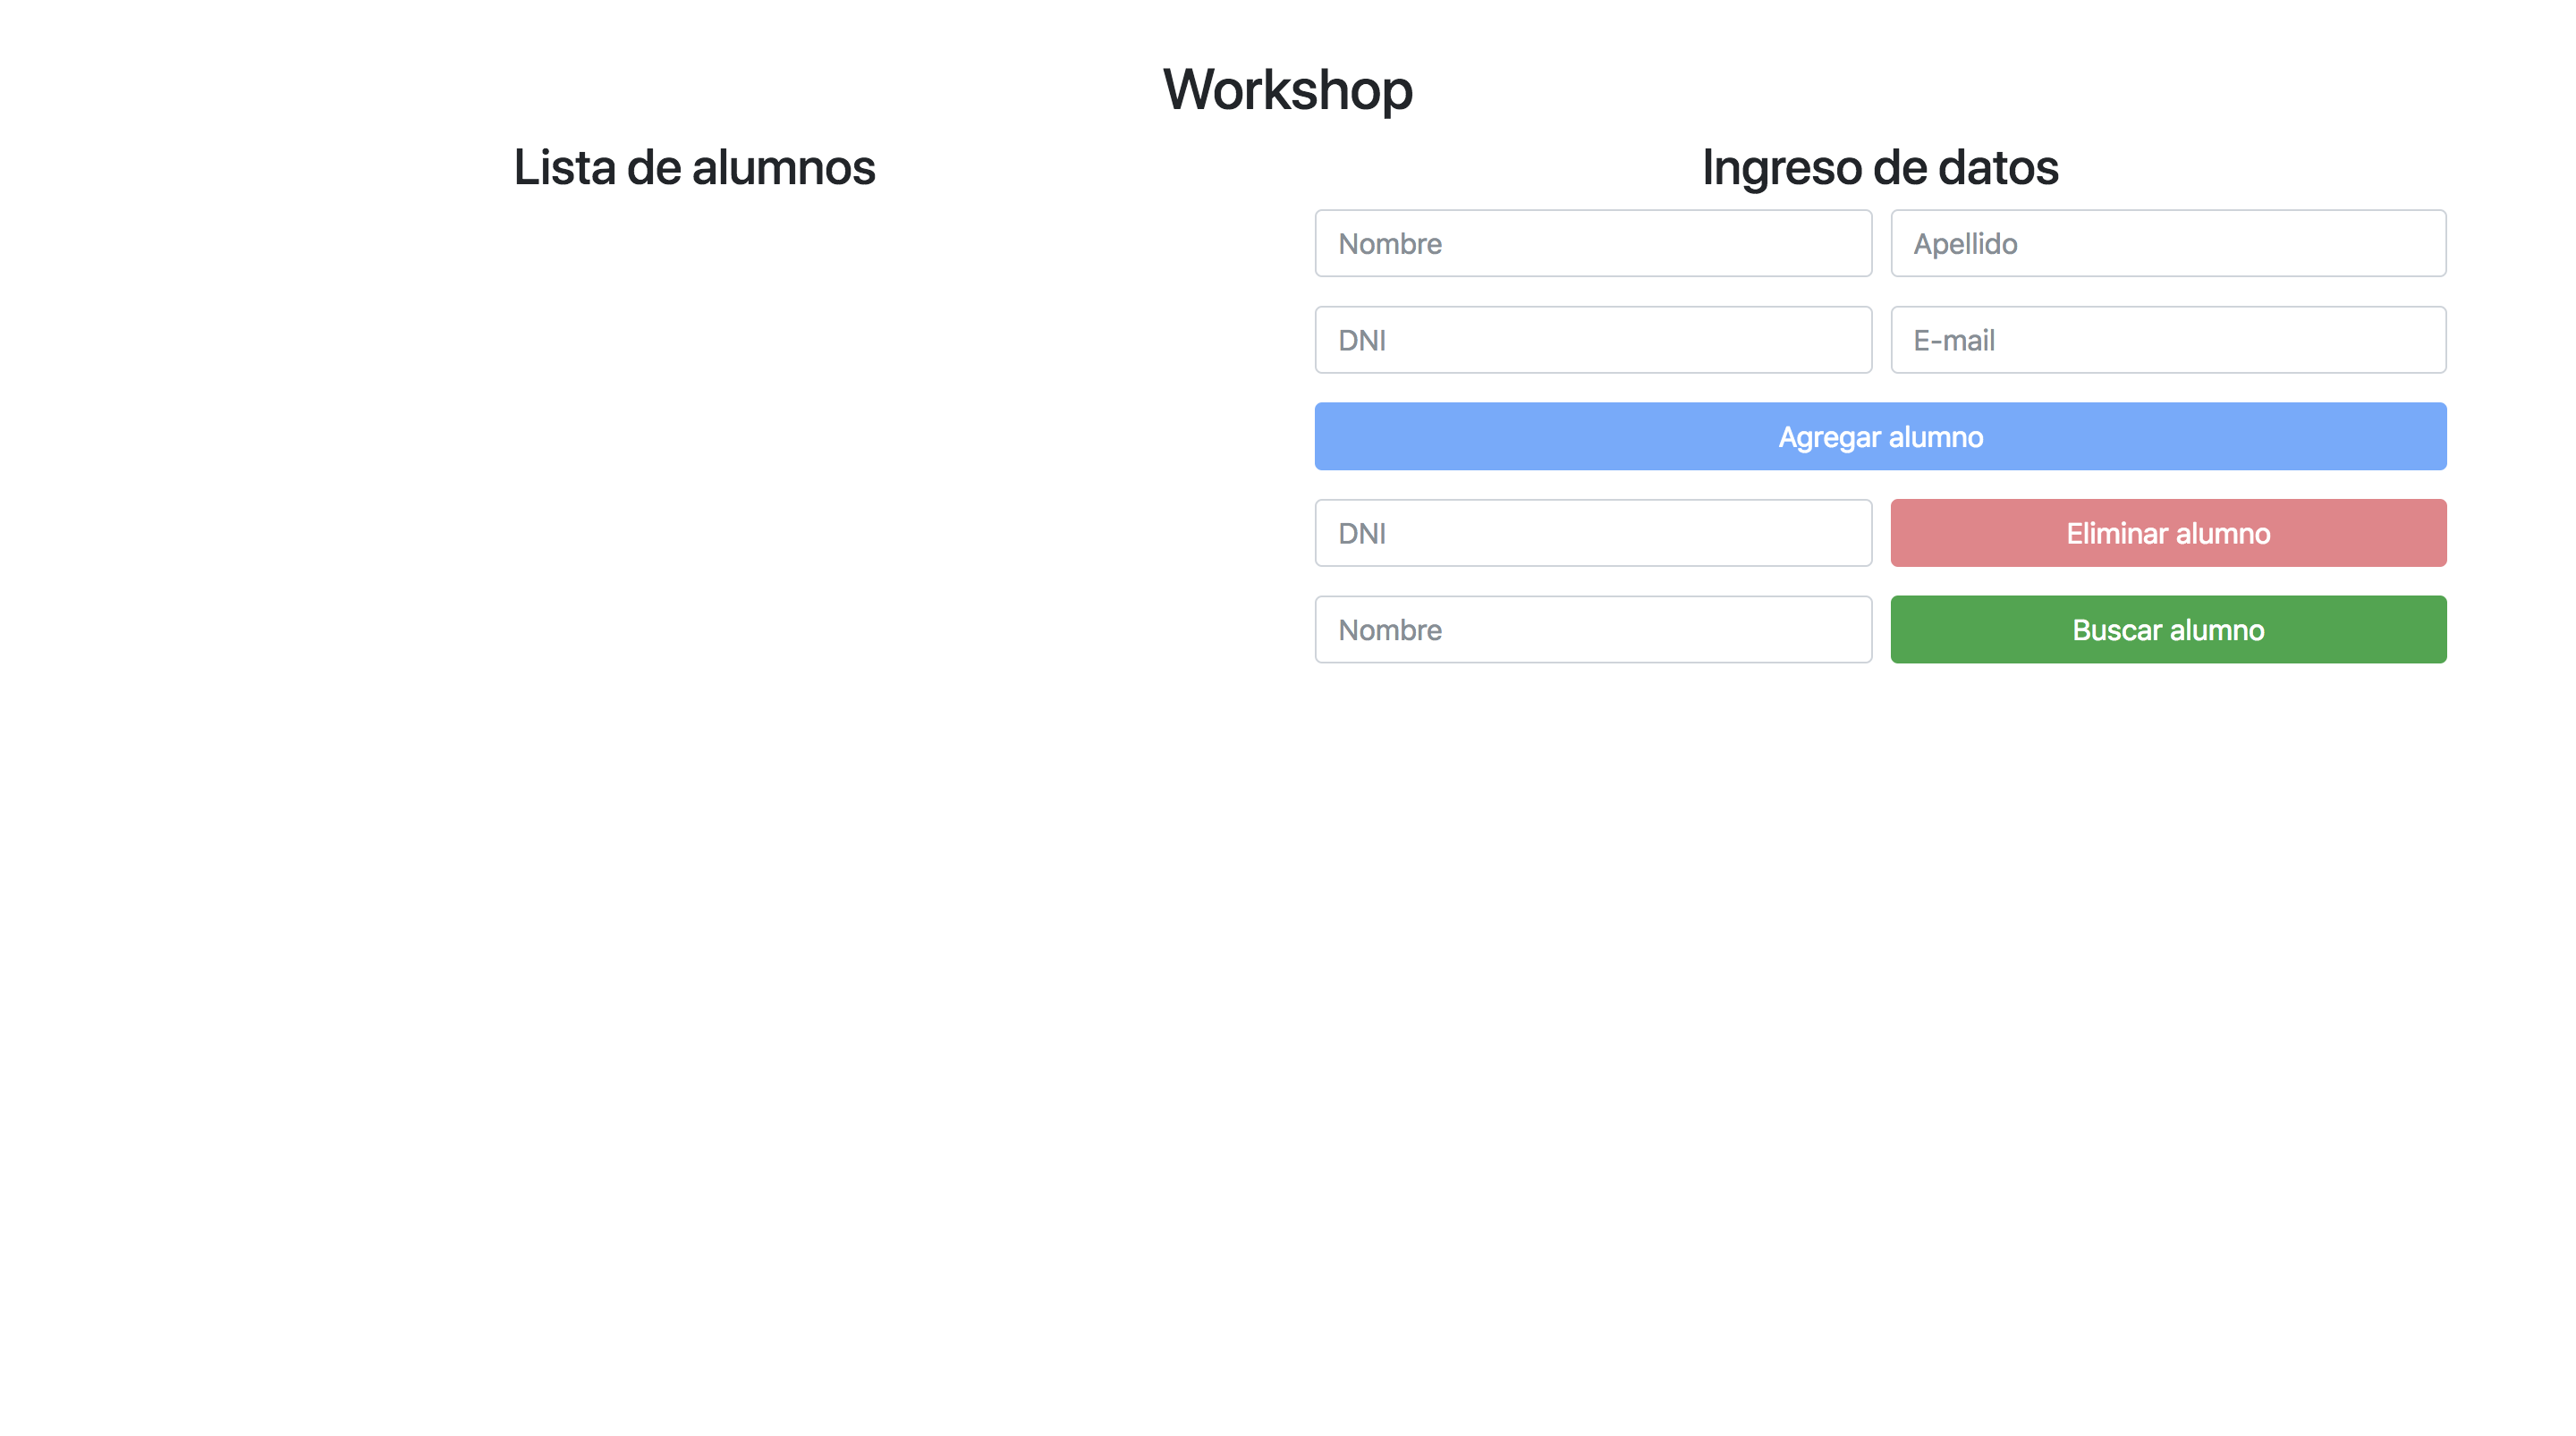 Workshop
Lista de alumnos
Ingreso de datos
Nombre
Apellido
DNI
E-mail
Agregar alumno
DNI
Eliminar alumno
Nombre
Buscar alumno